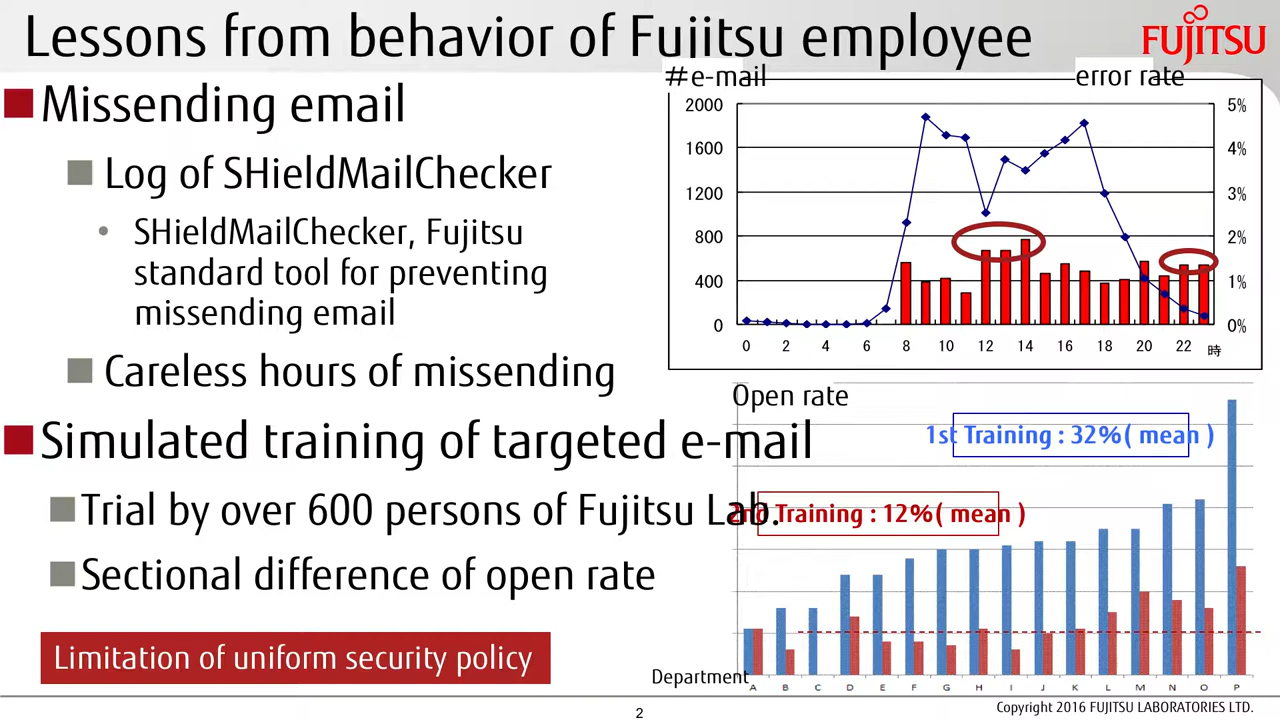 Lessons from behavior of Fujitsu employee
FUJITSU
Missending email
Log of SHieldMailChecker
SHieldMailChecker, Fujitsu
standard tool for preventing
missending email
Careless hours of missending
#e-mail
error rate
2000
1600
1200
800
400
0
5%
4%
3%
2%
1%
0%
0 2 4 6 8 10 12 14 16 18 20 22 時
Simulated training of targeted e-mail
Trial by over 600 persons of Fujitsu Lab.
Sectional difference of open rate
Limitation of uniform security policy
Open rate
1st Training : 32%( mean )
2nd Training : 12%( mean )
Department
A B C D E F G H I J K L M N O P
2
Copyright 2016 FUJITSU LABORATORIES LTD.